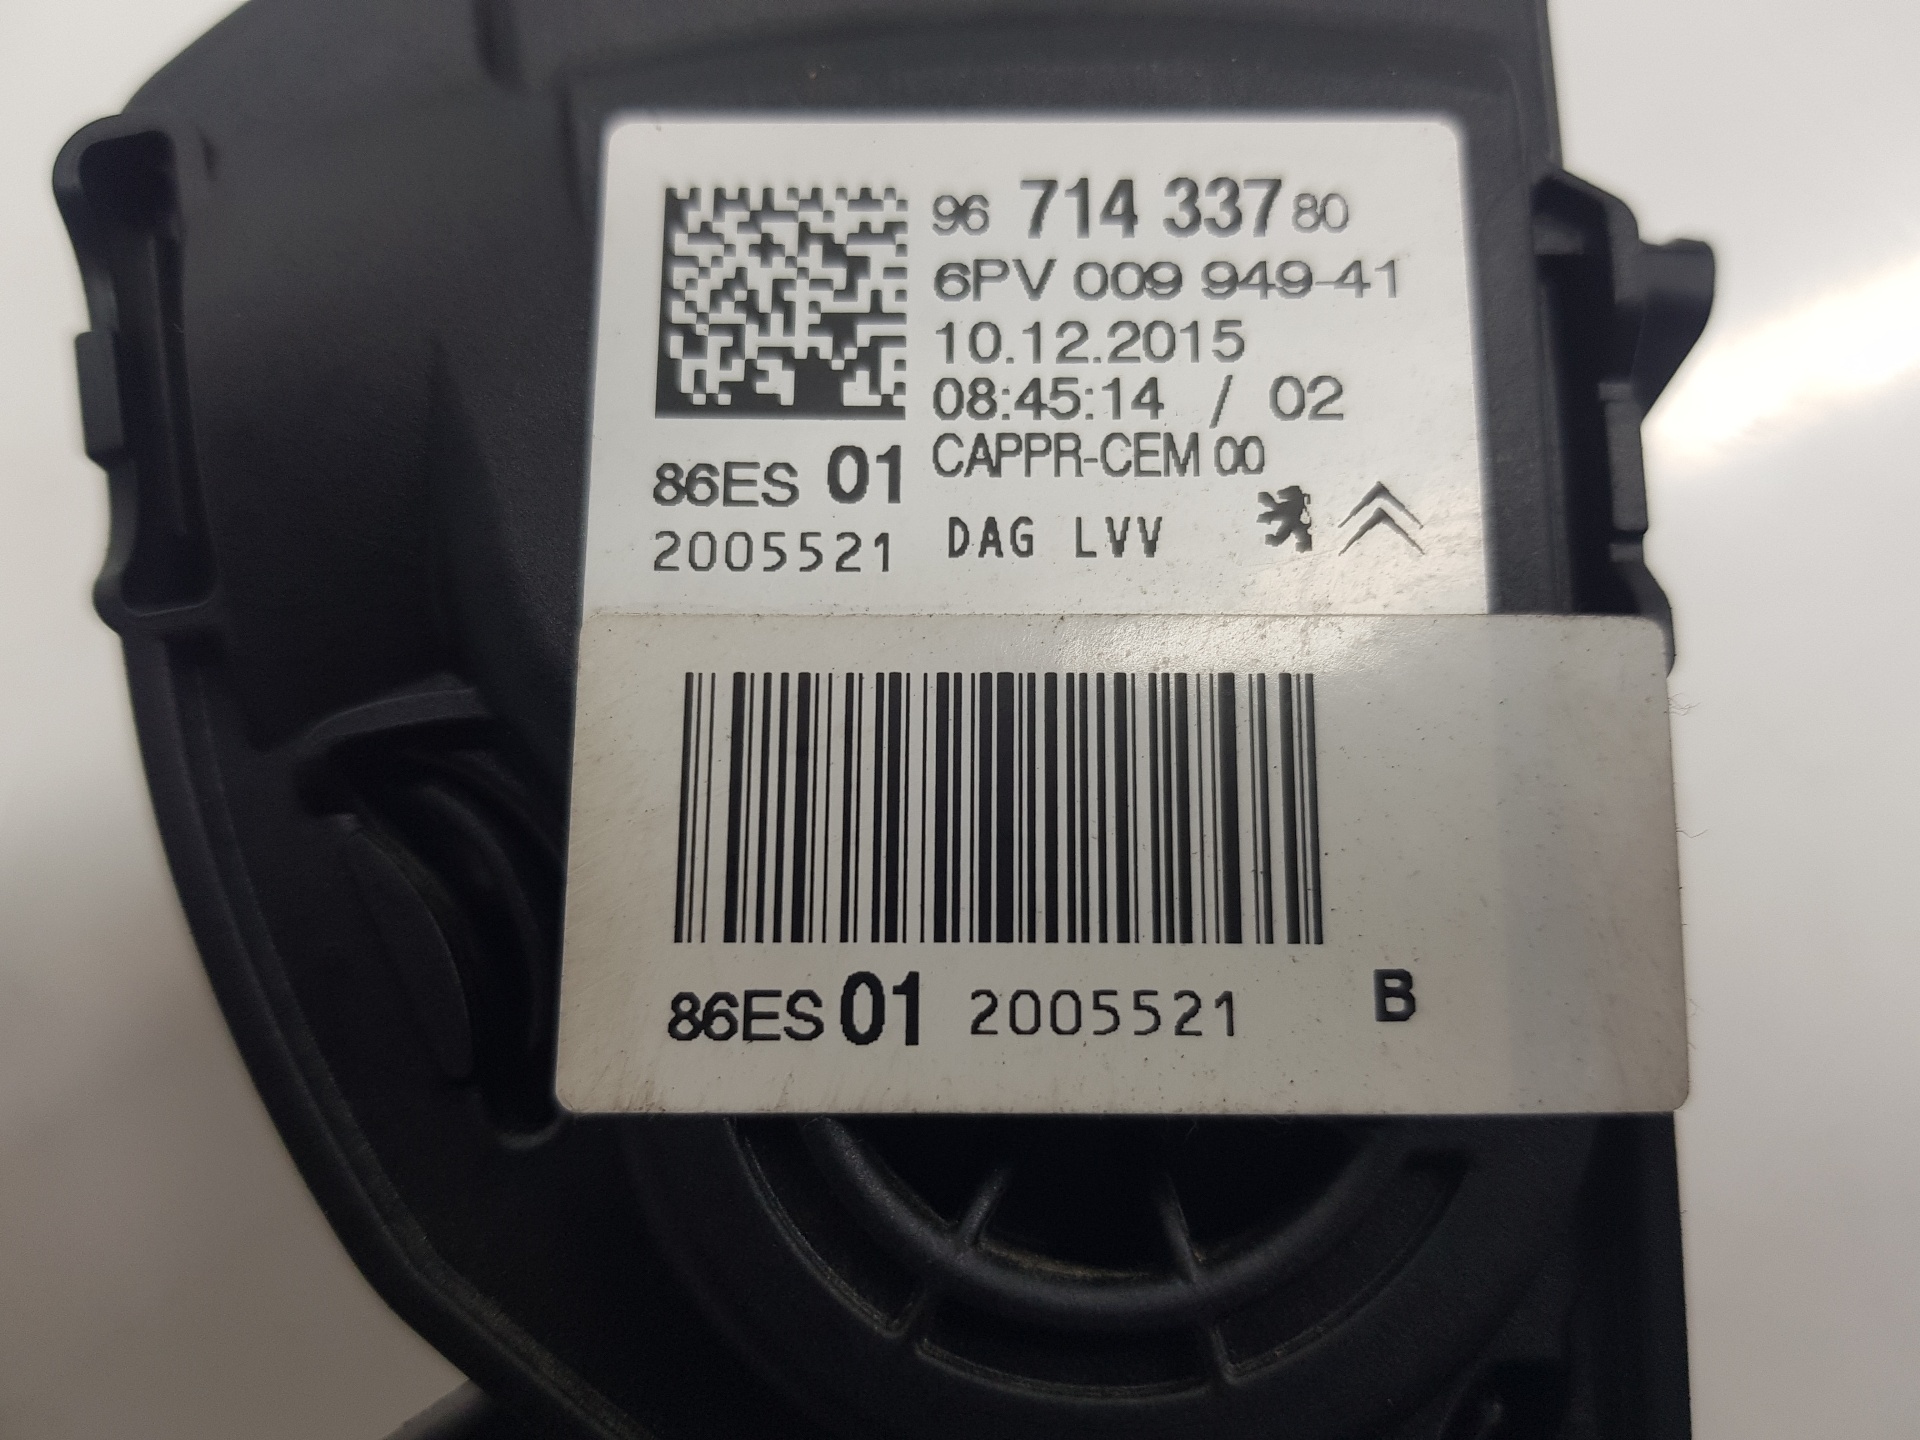 96 714 337 80
6PV 009 949-41
10.12.2015
08:45:14 / 02
CAPPR-CEM 00
86ES 01
2005521 DAG LVV
86ES 01 2005521 B